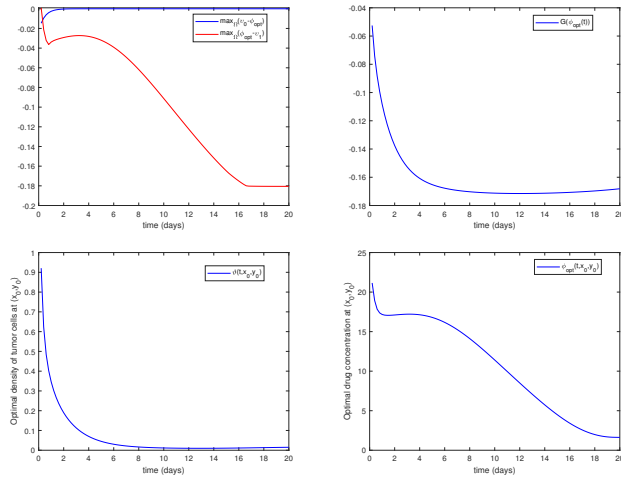 0
-0.02
-0.04
-0.06
-0.08
-0.1
-0.12
-0.14
-0.16
-0.18
-0.2
0 2 4 6 8 10 12 14 16 18 20
time (days)
max_Ω(υ_0-ϕ_opt)
max_Ω(ϕ_opt-υ_1)
-0.04
-0.06
-0.08
-0.1
-0.12
-0.14
-0.16
-0.18
0 2 4 6 8 10 12 14 16 18 20
time (days)
G(ϕ_opt(t))
1
0.9
0.8
0.7
0.6
0.5
0.4
0.3
0.2
0.1
0
0 2 4 6 8 10 12 14 16 18 20
time (days)
Optimal density of tumor cells at (x_0,y_0)
ϑ(t,x_0,y_0)
25
20
15
10
5
0
0 2 4 6 8 10 12 14 16 18 20
time (days)
Optimal drug concentration at (x_0,y_0)
ϕ_opt(t,x_0,y_0)